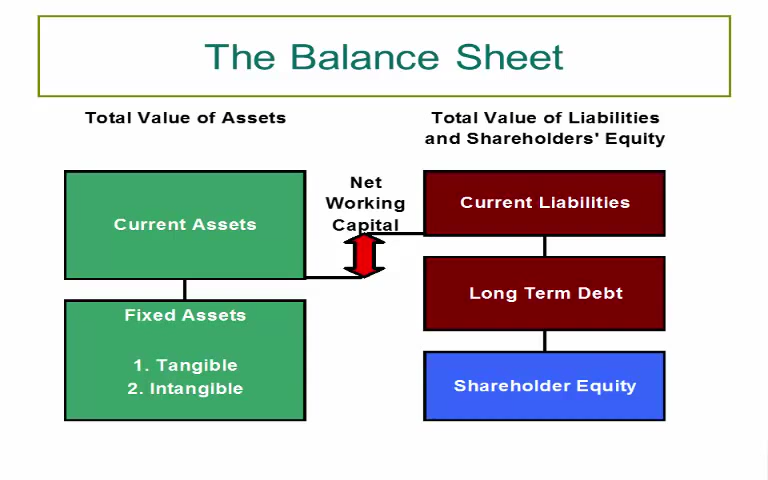 The Balance Sheet
Total Value of Assets
Total Value of Liabilities
and Shareholders' Equity
Current Assets
Fixed Assets
1. Tangible
2. Intangible
Net
Working
Capital
Current Liabilities
Long Term Debt
Shareholder Equity